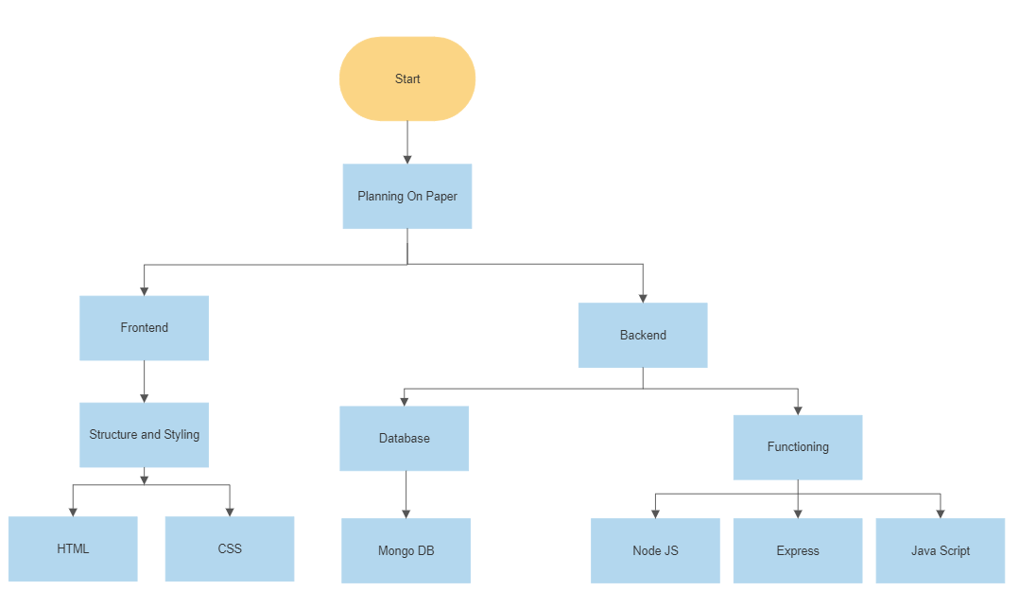 Start
Planning On Paper
Frontend
Backend
Structure and Styling
Database
Functioning
HTML
CSS
Mongo DB
Node JS
Express
Java Script